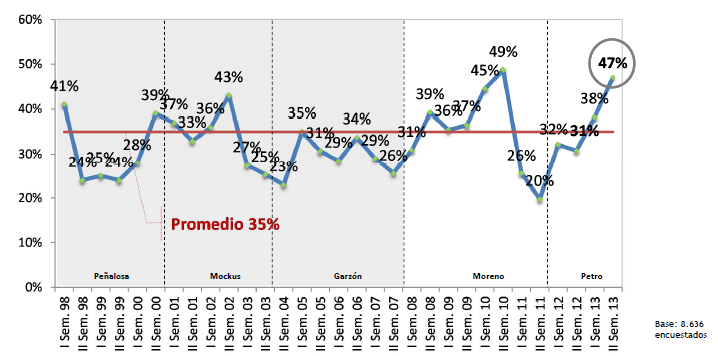 60%
50%
40%
30%
20%
10%
0%
41%
24%
25%
24%
28%
39%
37%
33%
36%
43%
27%
25%
23%
35%
31%
29%
34%
29%
26%
31%
39%
36%
37%
45%
49%
26%
20%
32%
31%
38%
47%
Promedio 35%
Peñalosa
Mockus
Garzón
Moreno
Petro
I Sem. 98
II Sem. 98
I Sem. 99
II Sem. 99
I Sem. 00
II Sem. 00
I Sem. 01
II Sem. 01
I Sem. 02
II Sem. 02
I Sem. 03
II Sem. 03
II Sem. 04
I Sem. 05
II Sem. 05
I Sem. 06
II Sem. 06
I Sem. 07
II Sem. 07
I Sem. 08
II Sem. 08
I Sem. 09
II Sem. 09
I Sem. 10
II Sem. 10
I Sem. 11
II Sem. 11
I Sem. 12
II Sem. 12
I Sem. 13
II Sem. 13
Base: 8.636
encuestados